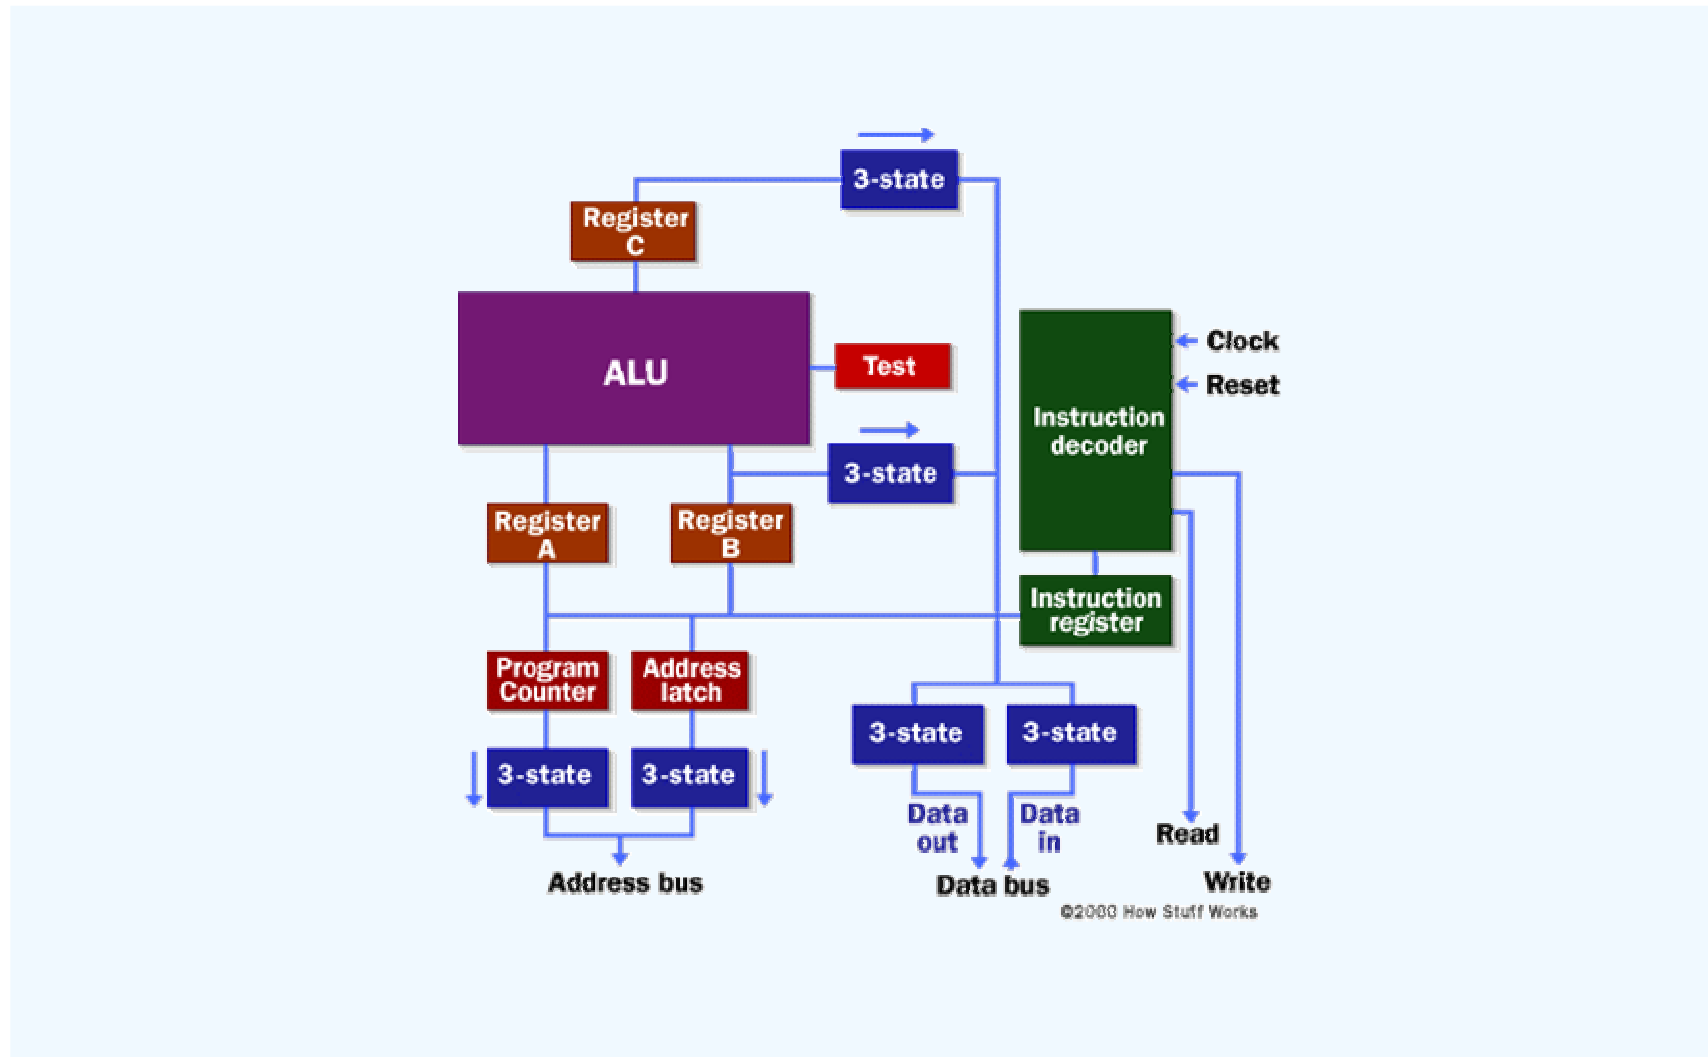 3-state
Register
C
ALU
Test
Clock
Reset
Instruction
decoder
3-state
Register
A
Register
B
Instruction
register
Program
Counter
Address
latch
3-state
3-state
3-state
3-state
Data
out
Data
in
Read
Address bus
Data bus
Write
©2000 How Stuff Works